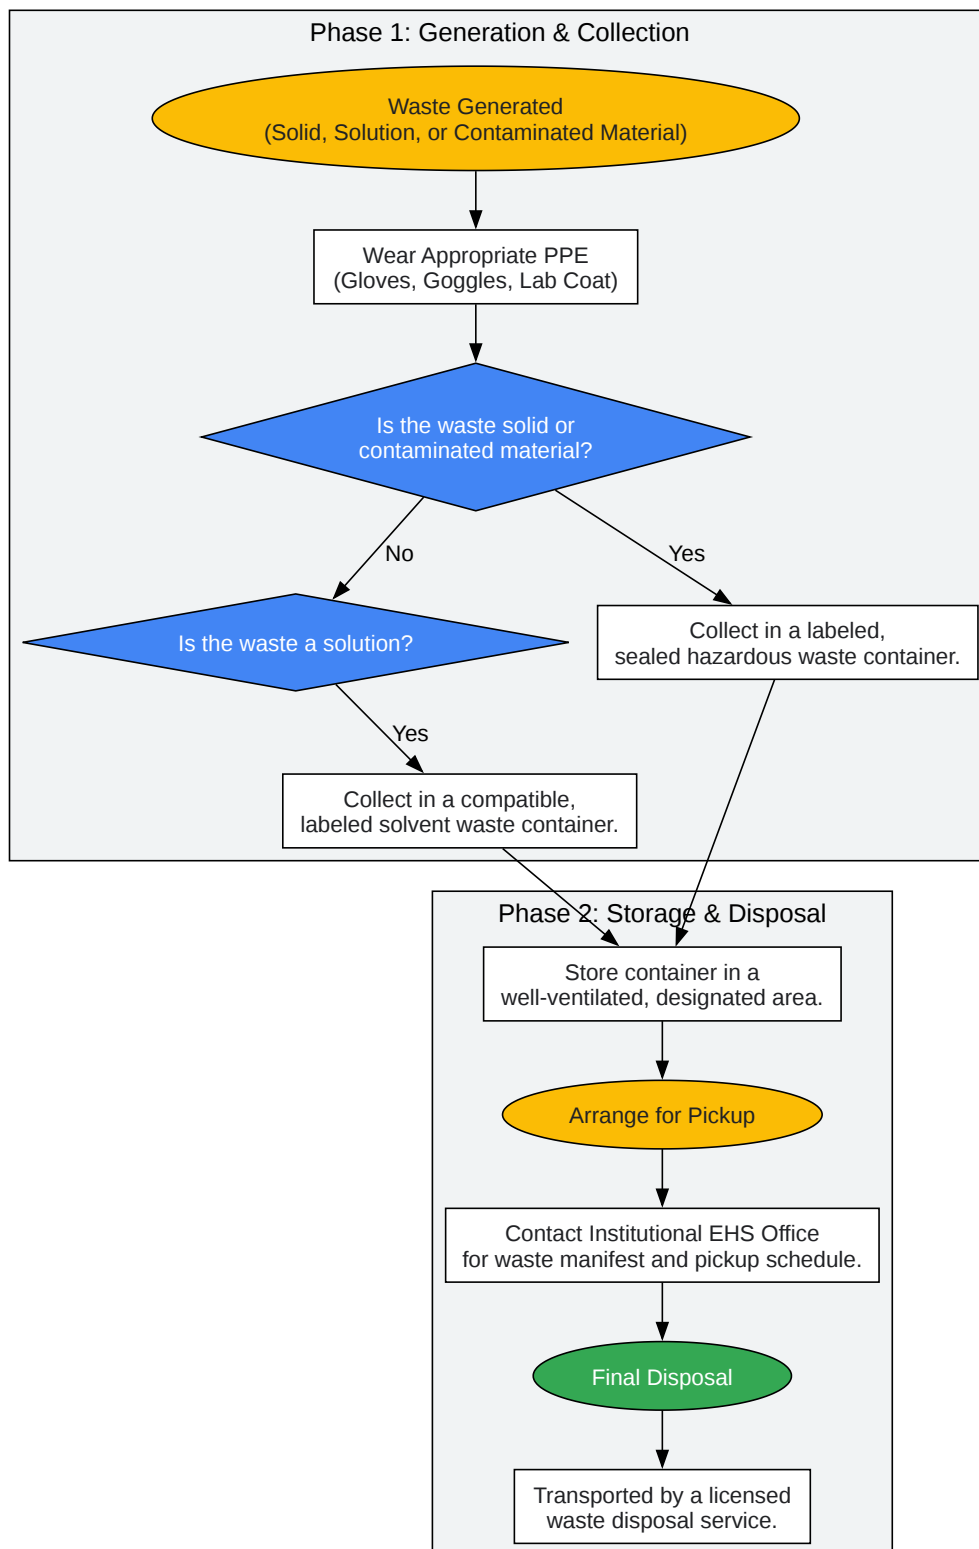 Phase 1: Generation & Collection
Waste Generated
(Solid, Solution, or Contaminated Material)
Wear Appropriate PPE
(Gloves, Goggles, Lab Coat)
Is the waste solid or
contaminated material?
No
Yes
Is the waste a solution?
Collect in a labeled,
sealed hazardous waste container.
Yes
Collect in a compatible,
labeled solvent waste container.
Phase 2: Storage & Disposal
Store container in a
well-ventilated, designated area.
Arrange for Pickup
Contact Institutional EHS Office
for waste manifest and pickup schedule.
Final Disposal
Transported by a licensed
waste disposal service.